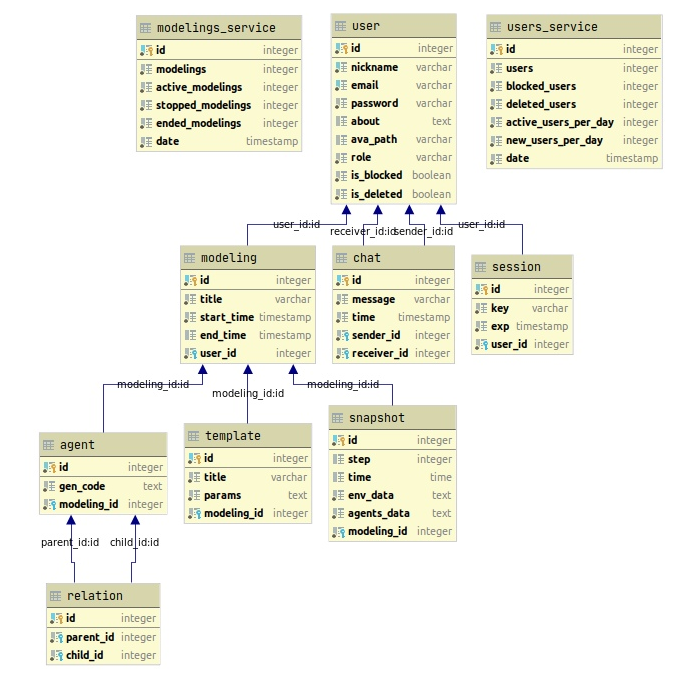 modelings_service
id integer
modelings integer
active_modelings integer
stopped_modelings integer
ended_modelings integer
date timestamp
user
id integer
nickname varchar
email varchar
password varchar
about text
ava_path varchar
role varchar
is_blocked boolean
is_deleted boolean
users_service
id integer
users integer
blocked_users integer
deleted_users integer
active_users_per_day integer
new_users_per_day integer
date timestamp
user_id:id
receiver_id:id
sender_id:id
user_id:id
modeling
id integer
title varchar
start_time timestamp
end_time timestamp
user_id integer
chat
id integer
message varchar
time timestamp
sender_id integer
receiver_id integer
session
id integer
key varchar
exp timestamp
user_id integer
modeling_id:id
modeling_id:id
modeling_id:id
agent
id integer
gen_code text
modeling_id integer
template
id integer
title varchar
params text
modeling_id integer
snapshot
id integer
step integer
time time
env_data text
agents_data text
modeling_id integer
parent_id:id
child_id:id
relation
id integer
parent_id integer
child_id integer